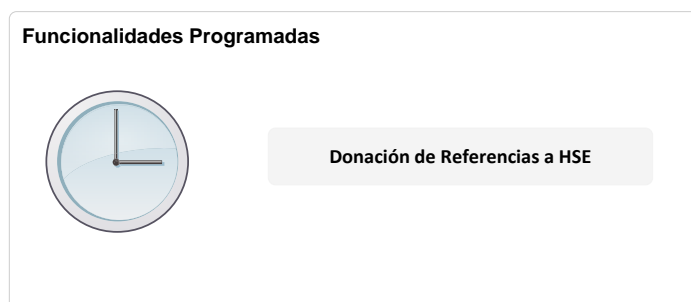 Funcionalidades Programadas
Donación de Referencias a HSE